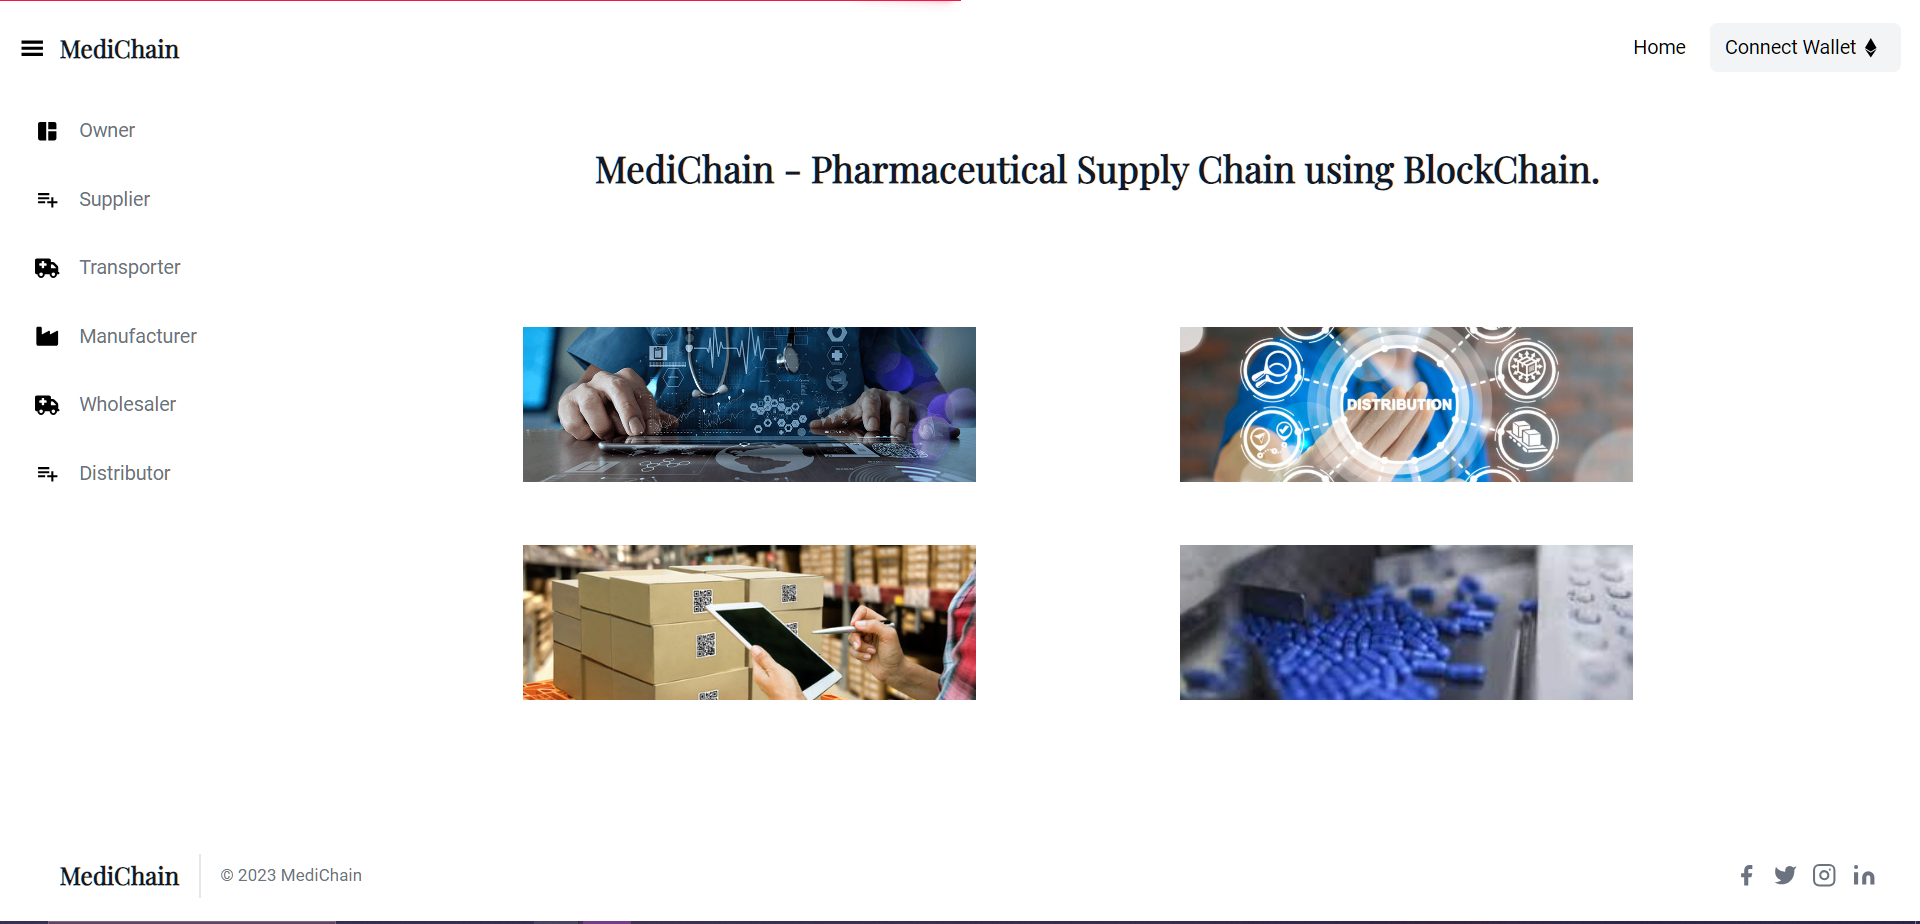 MediChain
Home
Connect Wallet
Owner
Supplier
Transporter
Manufacturer
Wholesaler
Distributor
MediChain - Pharmaceutical Supply Chain using BlockChain.
DISTRIBUTION
MediChain
© 2023 MediChain